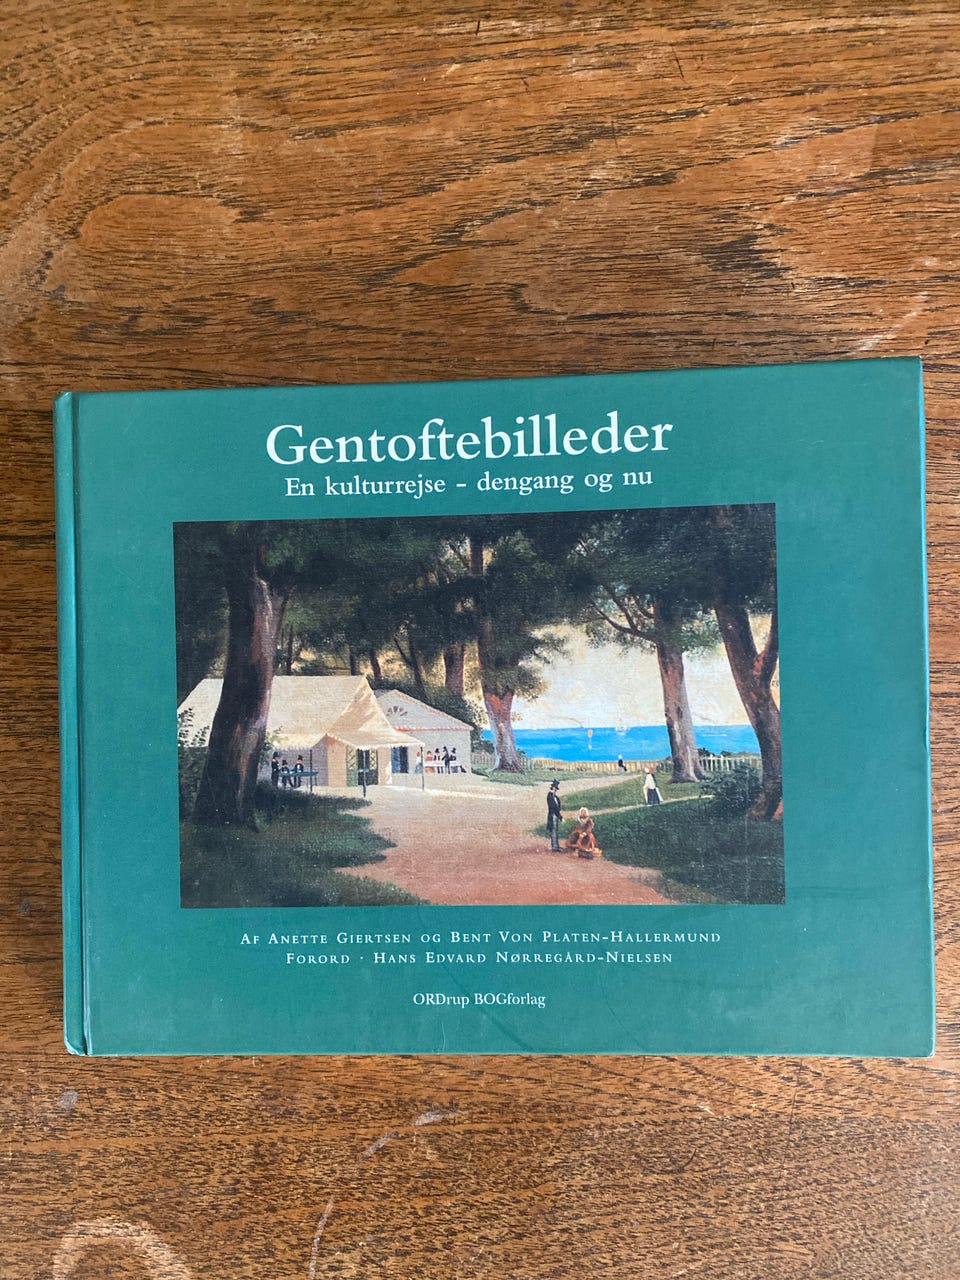 Gentoftebilleder
En kulturrejse - dengang og nu
Af Anette Giertsen og Bent Von Platen-Hallermund
Forord · Hans Edvard Nørregård-Nielsen
ORDrup BOGforlag